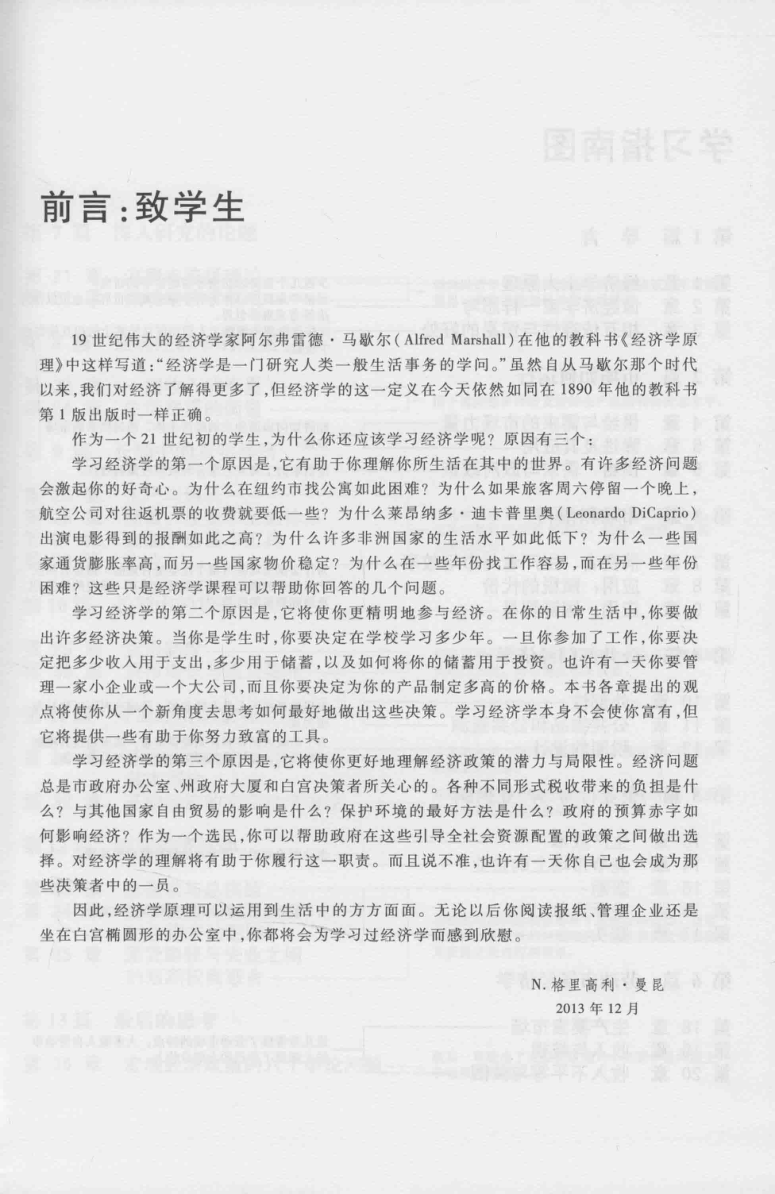 前言:致学生
19 世纪伟大的经济学家阿尔弗雷德·马歇尔(Alfred Marshall)在他的教科书《经济学原
理》中这样写道:“经济学是一门研究人类一般生活事务的学问。”虽然自从马歇尔那个时代
以来,我们对经济了解得更多了,但经济学的这一定义在今天依然如同在 1890 年他的教科书
第 1 版出版时一样正确。
作为一个 21 世纪初的学生,为什么你还应该学习经济学呢? 原因有三个:
学习经济学的第一个原因是,它有助于你理解你所生活在其中的世界。有许多经济问题
会激起你的好奇心。为什么在纽约市找公寓如此困难? 为什么如果旅客周六停留一个晚上,
航空公司对往返机票的收费就要低一些? 为什么莱昂纳多·迪卡普里奥(Leonardo DiCaprio)
出演电影得到的报酬如此之高? 为什么许多非洲国家的生活水平如此低下? 为什么一些国
家通货膨胀率高,而另一些国家物价稳定? 为什么在一些年份找工作容易,而在另一些年份
困难? 这些只是经济学课程可以帮助你回答的几个问题。
学习经济学的第二个原因是,它将使你更精明地参与经济。在你的日常生活中,你要做
出许多经济决策。当你是学生时,你要决定在学校学习多少年。一旦你参加了工作,你要决
定把多少收入用于支出,多少用于储蓄,以及如何将你的储蓄用于投资。也许有一天你要管
理一家小企业或一个大公司,而且你要决定为你的产品制定多高的价格。本书各章提出的观
点将使你从一个新角度去思考如何最好地做出这些决策。学习经济学本身不会使你富有,但
它将提供一些有助于你努力致富的工具。
学习经济学的第三个原因是,它将使你更好地理解经济政策的潜力与局限性。经济问题
总是市政府办公室、州政府大厦和白宫决策者所关心的。各种不同形式税收带来的负担是什
么? 与其他国家自由贸易的影响是什么? 保护环境的最好方法是什么? 政府的预算赤字如
何影响经济? 作为一个选民,你可以帮助政府在这些引导全社会资源配置的政策之间做出选
择。对经济学的理解将有助于你履行这一职责。而且说不准,也许有一天你自己也会成为那
些决策者中的一员。
因此,经济学原理可以运用到生活中的方方面面。无论以后你阅读报纸、管理企业还是
坐在白宫椭圆形的办公室中,你都将会为学习过经济学而感到欣慰。
N. 格里高利·曼昆
2013 年 12 月